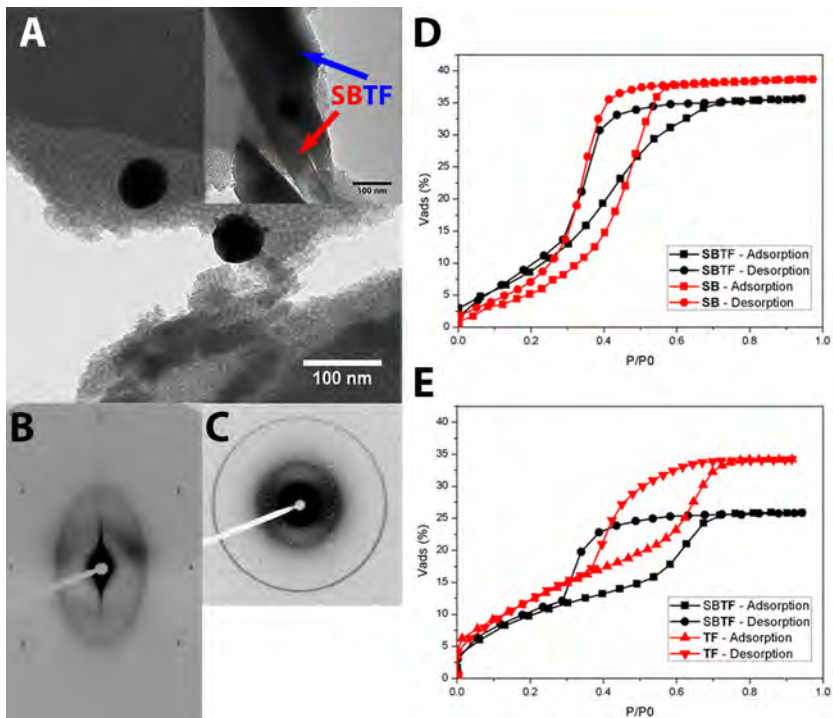 A
SBTF
100 nm
100 nm
B
C
D
Vads (%)
40
35
30
25
20
15
10
5
0
SBTF - Adsorption
SBTF - Desorption
SB - Adsorption
SB - Desorption
0.0 0.2 0.4 0.6 0.8 1.0
P/P0
E
Vads (%)
40
35
30
25
20
15
10
5
0
SBTF - Adsorption
SBTF - Desorption
TF - Adsorption
TF - Desorption
0.0 0.2 0.4 0.6 0.8 1.0
P/P0